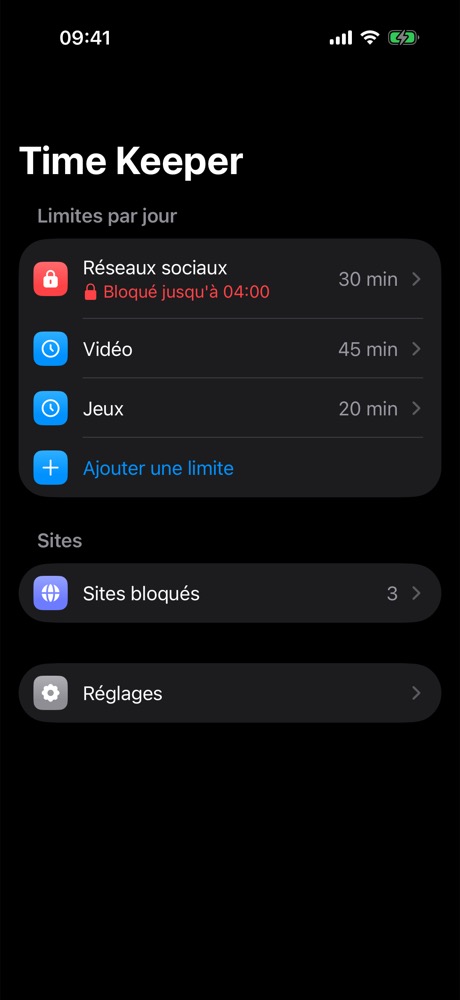 09:41
Time Keeper
Limites par jour
Réseaux sociaux
Bloqué jusqu'à 04:00
30 min
Vidéo
45 min
Jeux
20 min
Ajouter une limite
Sites
Sites bloqués
3
Réglages